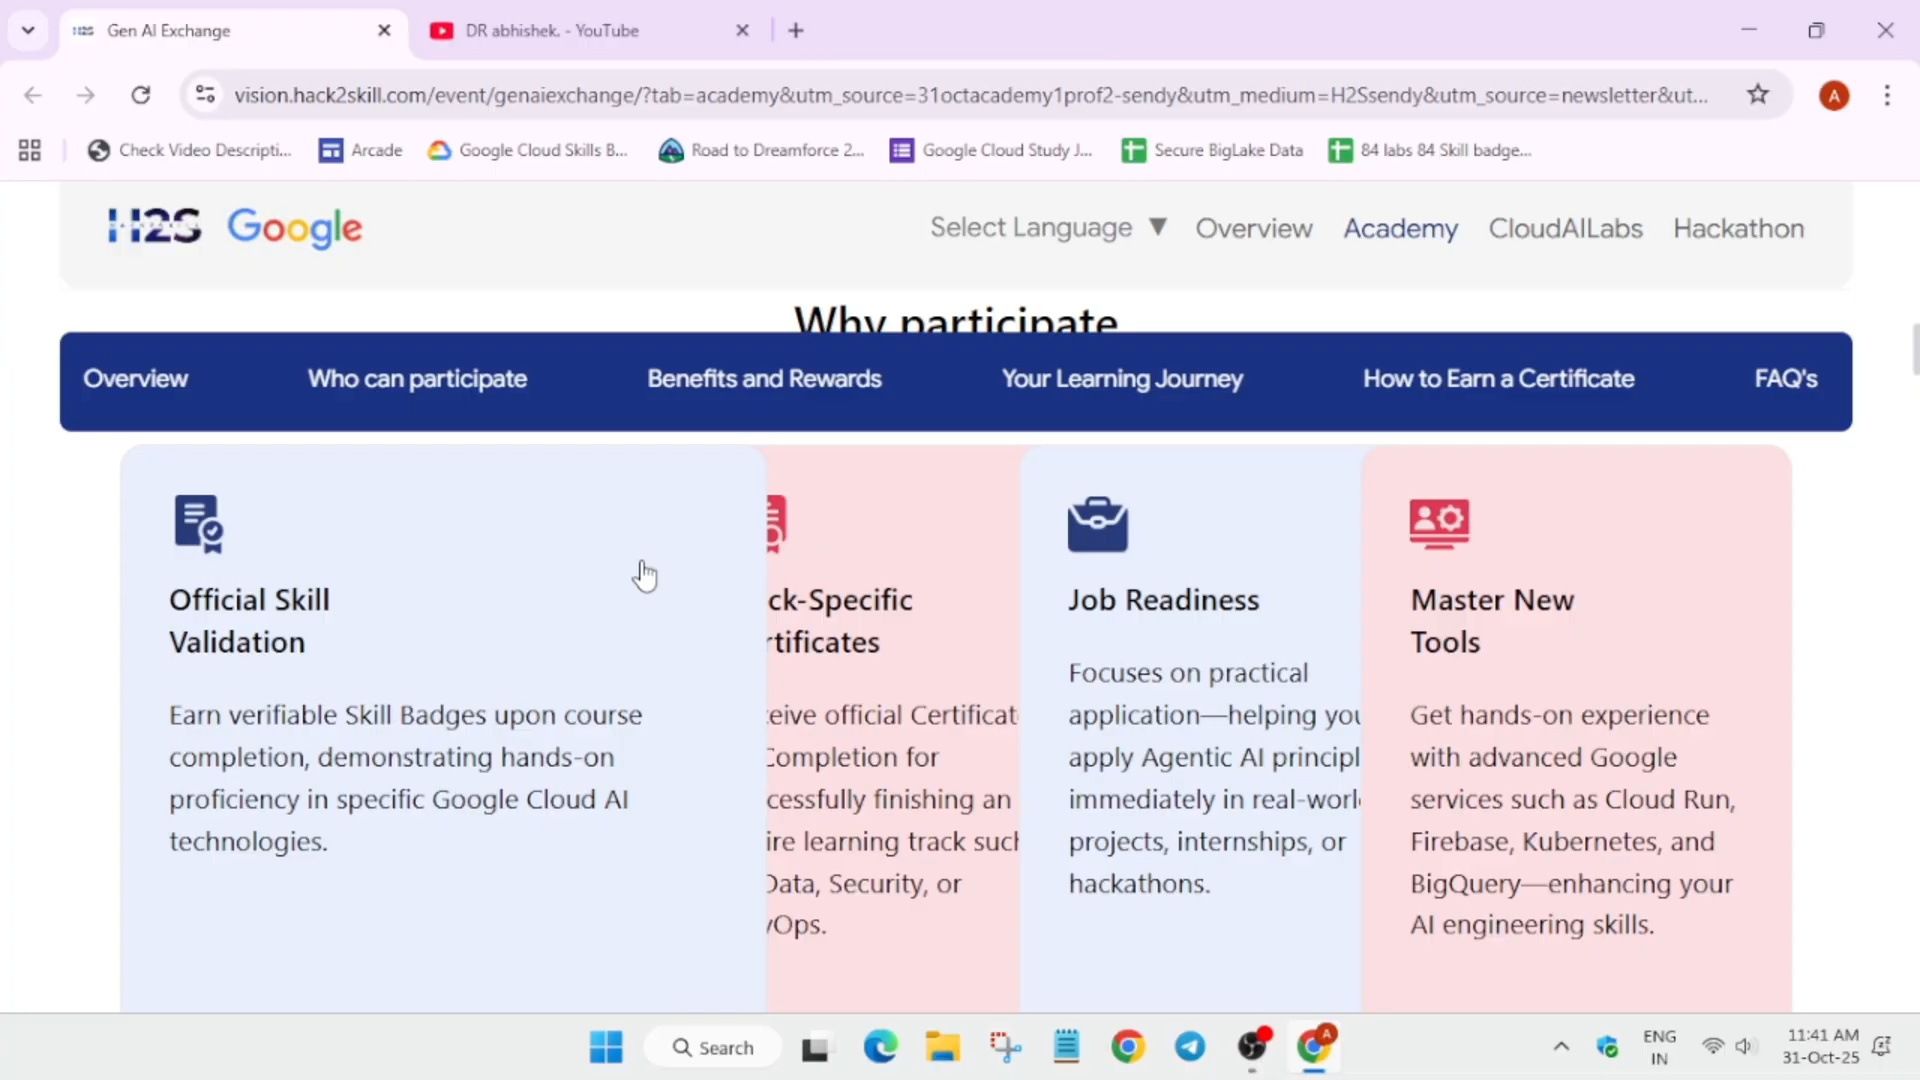 Gen AI Exchange
DR abhishek. - YouTube
vision.hack2skill.com/event/genaiexchange/?tab=academy&utm_source=31octacademy1prof2-sendy&utm_medium=H2Ssendy&utm_source=newsletter&ut...
A
Check Video Descripti...
Arcade
Google Cloud Skills B...
Road to Dreamforce 2...
Google Cloud Study J...
Secure BigLake Data
84 labs 84 Skill badge...
H2S Google
Select Language ▼
Overview
Academy
CloudAILabs
Hackathon
Why participate
Overview
Who can participate
Benefits and Rewards
Your Learning Journey
How to Earn a Certificate
FAQ's
Official Skill
Validation
Earn verifiable Skill Badges upon course
completion, demonstrating hands-on
proficiency in specific Google Cloud AI
technologies.
ck-Specific
rtificates
eive official Certificat
Completion for
cessfully finishing an
ire learning track such
Data, Security, or
vOps.
Job Readiness
Focuses on practical
application—helping you
apply Agentic AI principl
immediately in real-worl
projects, internships, or
hackathons.
Master New
Tools
Get hands-on experience
with advanced Google
services such as Cloud Run,
Firebase, Kubernetes, and
BigQuery—enhancing your
AI engineering skills.
Search
A
ENG
IN
11:41 AM
31-Oct-25